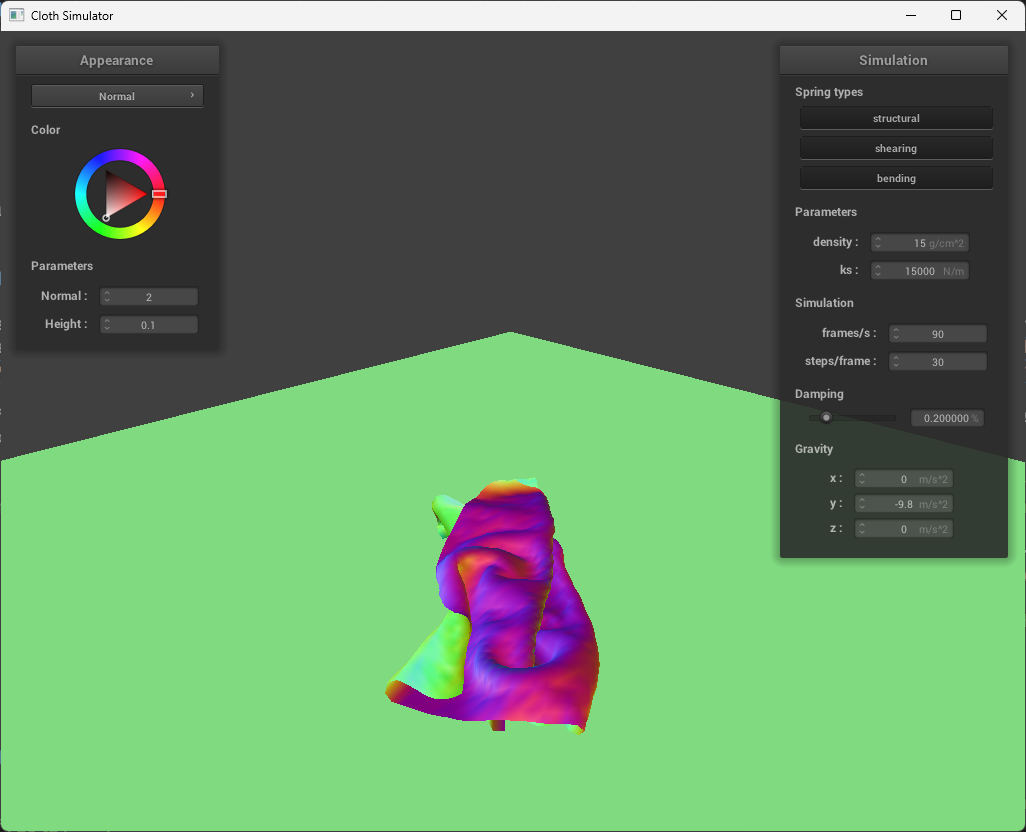 Cloth Simulator
Appearance
Normal
Color
Parameters
Normal :
2
Height :
0.1
Simulation
Spring types
structural
shearing
bending
Parameters
density :
15 g/cm^2
ks :
15000 N/m
Simulation
frames/s :
90
steps/frame :
30
Damping
0.200000 %
Gravity
x :
0 m/s^2
y :
-9.8 m/s^2
z :
0 m/s^2